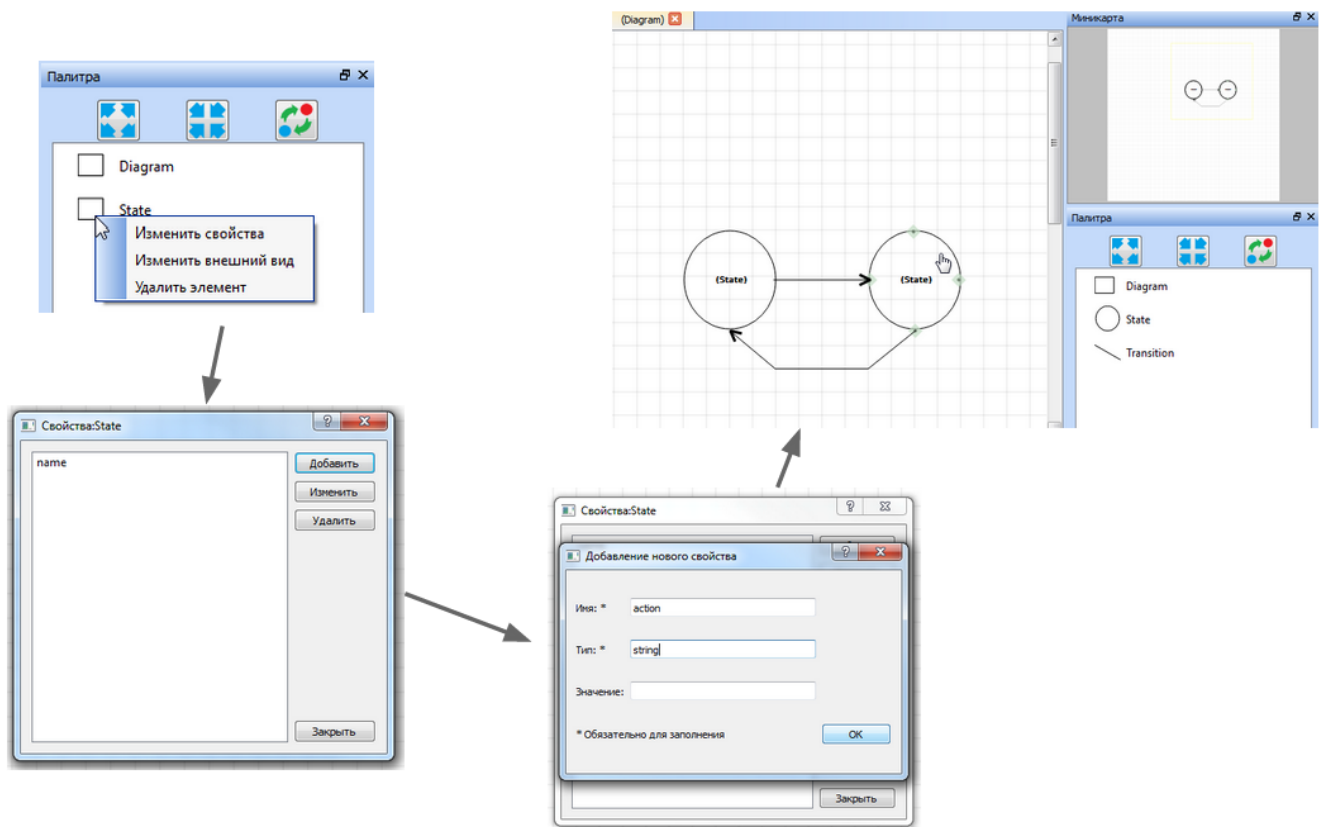 Палитра
Diagram
State
Изменить свойства
Изменить внешний вид
Удалить элемент
Свойства:State
name
Добавить
Изменить
Удалить
Закрыть
Свойства:State
Добавление нового свойства
Имя: *
action
Тип: *
string
Значение:
* Обязательно для заполнения
OK
Закрыть
(Diagram)
(State)
(State)
Миникарта
Палитра
Diagram
State
Transition